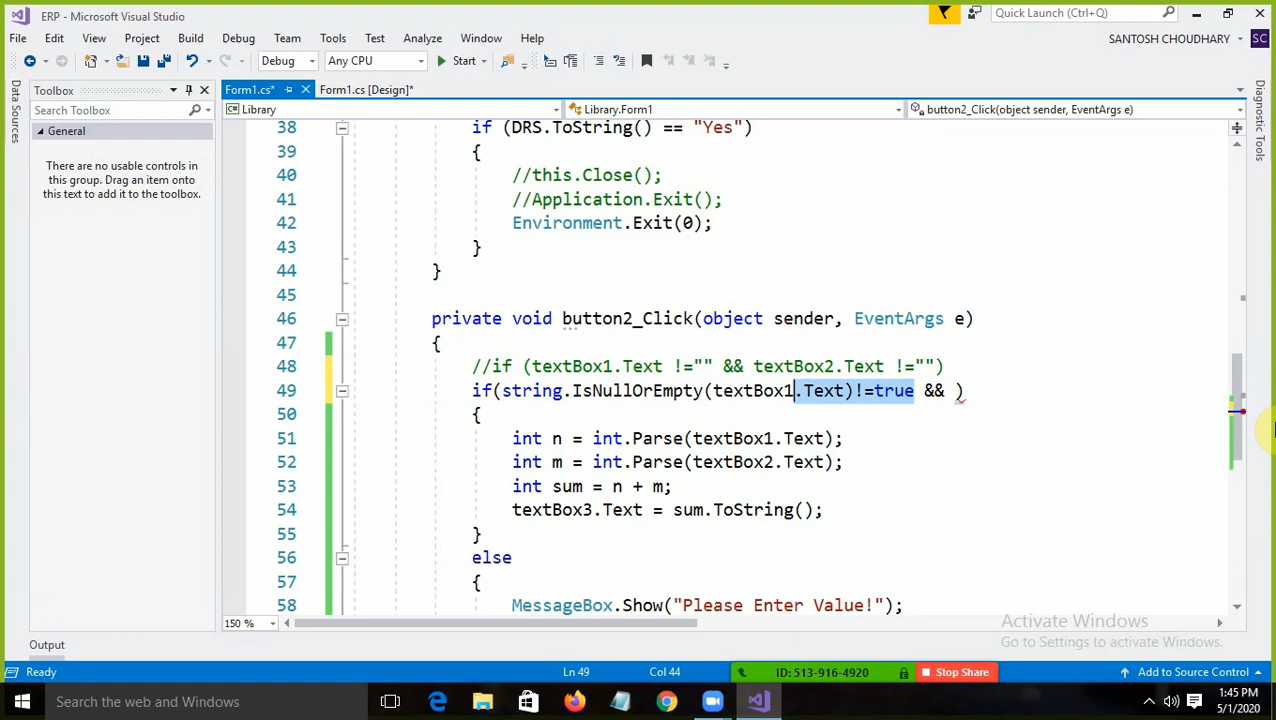 ERP - Microsoft Visual Studio
Quick Launch (Ctrl+Q)
File Edit View Project Build Debug Team Tools Test Analyze Window Help
SANTOSH CHOUDHARY SC
Debug Any CPU Start
Data Sources
Toolbox
Search Toolbox
General
There are no usable controls in
this group. Drag an item onto
this text to add it to the toolbox.
Form1.cs* Form1.cs [Design]*
Library Library.Form1 button2_Click(object sender, EventArgs e)
Diagnostic Tools
38 if (DRS.ToString() == "Yes")
39 {
40 //this.Close();
41 //Application.Exit();
42 Environment.Exit(0);
43 }
44 }
45
46 private void button2_Click(object sender, EventArgs e)
47 {
48 //if (textBox1.Text !="" && textBox2.Text !="")
49 if(string.IsNullOrEmpty(textBox1.Text)!=true && )
50 {
51 int n = int.Parse(textBox1.Text);
52 int m = int.Parse(textBox2.Text);
53 int sum = n + m;
54 textBox3.Text = sum.ToString();
55 }
56 else
57 {
58 MessageBox.Show("Please Enter Value!");
150 %
Activate Windows
Go to Settings to activate Windows.
Output
Ready Ln 49 Col 44 ID: 513-916-4920 Stop Share Add to Source Control
Search the web and Windows
1:45 PM
5/1/2020